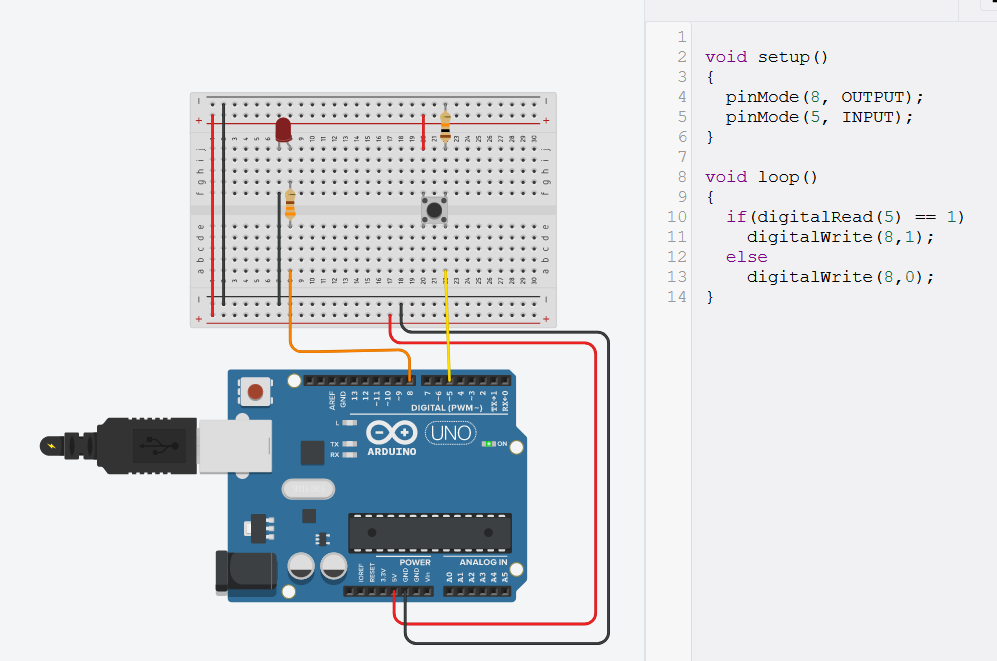 1
2 void setup()
3 {
4 pinMode(8, OUTPUT);
5 pinMode(5, INPUT);
6 }
7
8 void loop()
9 {
10 if(digitalRead(5) == 1)
11 digitalWrite(8,1);
12 else
13 digitalWrite(8,0);
14 }
AREF GND 13 12 ~11 ~10 ~9 8 7 ~6 ~5 4 ~3 2 TX→1 RX←0
DIGITAL (PWM~)
L
TX
RX
UNO
ON
ARDUINO
POWER
ANALOG IN
IOREF RESET 3.3V 5V GND GND Vin A0 A1 A2 A3 A4 A5